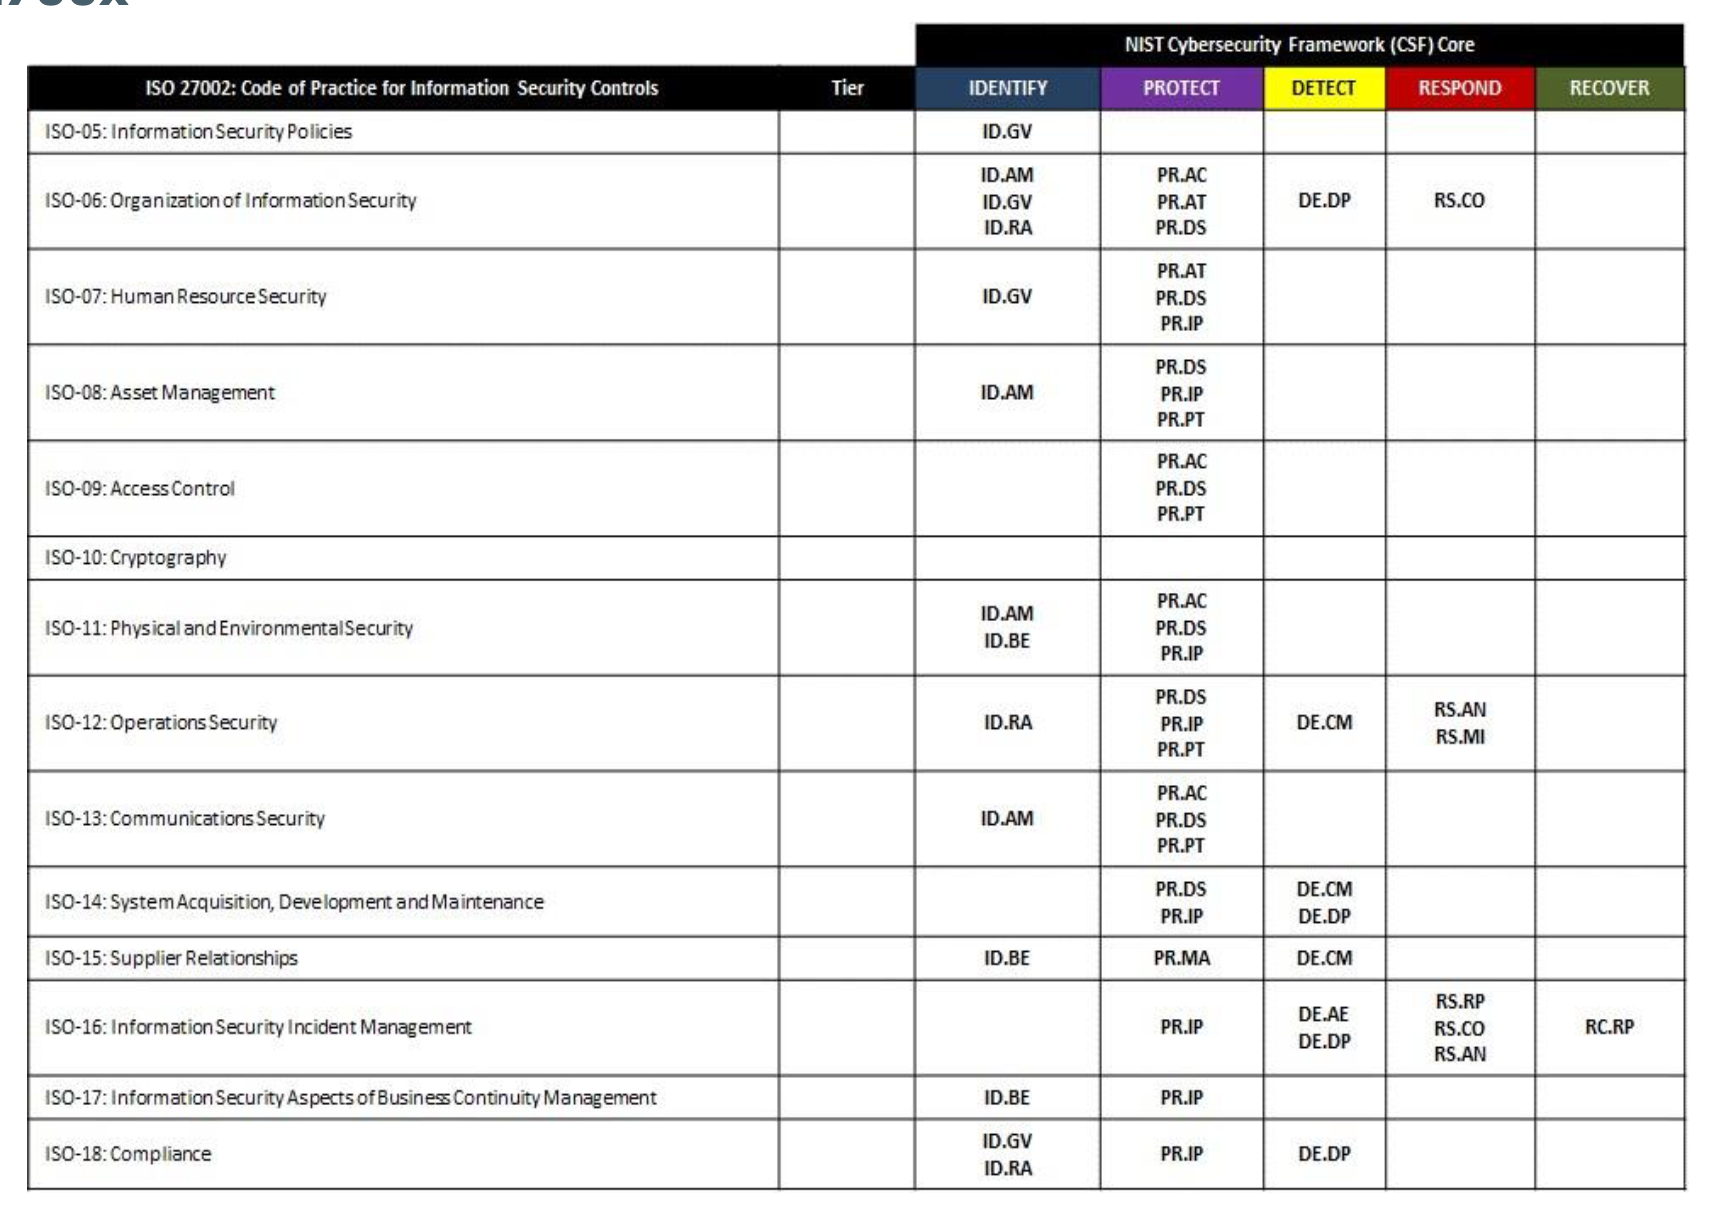 NIST Cybersecurity Framework (CSF) Core
ISO 27002: Code of Practice for Information Security Controls Tier IDENTIFY PROTECT DETECT RESPOND RECOVER
ISO-05: Information Security Policies ID.GV
ISO-06: Organization of Information Security
ID.AM
ID.GV
ID.RA
PR.AC
PR.AT
PR.DS
DE.DP
RS.CO
ISO-07: Human Resource Security
ID.GV
PR.AT
PR.DS
PR.IP
ISO-08: Asset Management
ID.AM
PR.DS
PR.IP
PR.PT
ISO-09: Access Control
PR.AC
PR.DS
PR.PT
ISO-10: Cryptography
ISO-11: Physical and Environmental Security
ID.AM
ID.BE
PR.AC
PR.DS
PR.IP
ISO-12: Operations Security
ID.RA
PR.DS
PR.IP
PR.PT
DE.CM
RS.AN
RS.MI
ISO-13: Communications Security
ID.AM
PR.AC
PR.DS
PR.PT
ISO-14: System Acquisition, Development and Maintenance
PR.DS
PR.IP
DE.CM
DE.DP
ISO-15: Supplier Relationships ID.BE PR.MA DE.CM
ISO-16: Information Security Incident Management
PR.IP
DE.AE
DE.DP
RS.RP
RS.CO
RS.AN
RC.RP
ISO-17: Information Security Aspects of Business Continuity Management ID.BE PR.IP
ISO-18: Compliance
ID.GV
ID.RA
PR.IP
DE.DP